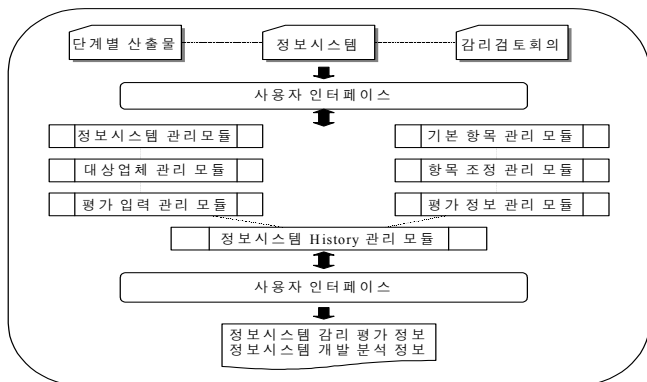 단계별 산출물
정보시스템
감리검토회의
사용자 인터페이스
정보시스템 관리 모듈
기본 항목 관리 모듈
대상업체 관리 모듈
항목 조정 관리 모듈
평가 입력 관리 모듈
평가 정보 관리 모듈
정보시스템 History 관리 모듈
사용자 인터페이스
정보시스템 감리 평가 정보
정보시스템 개발 분석 정보